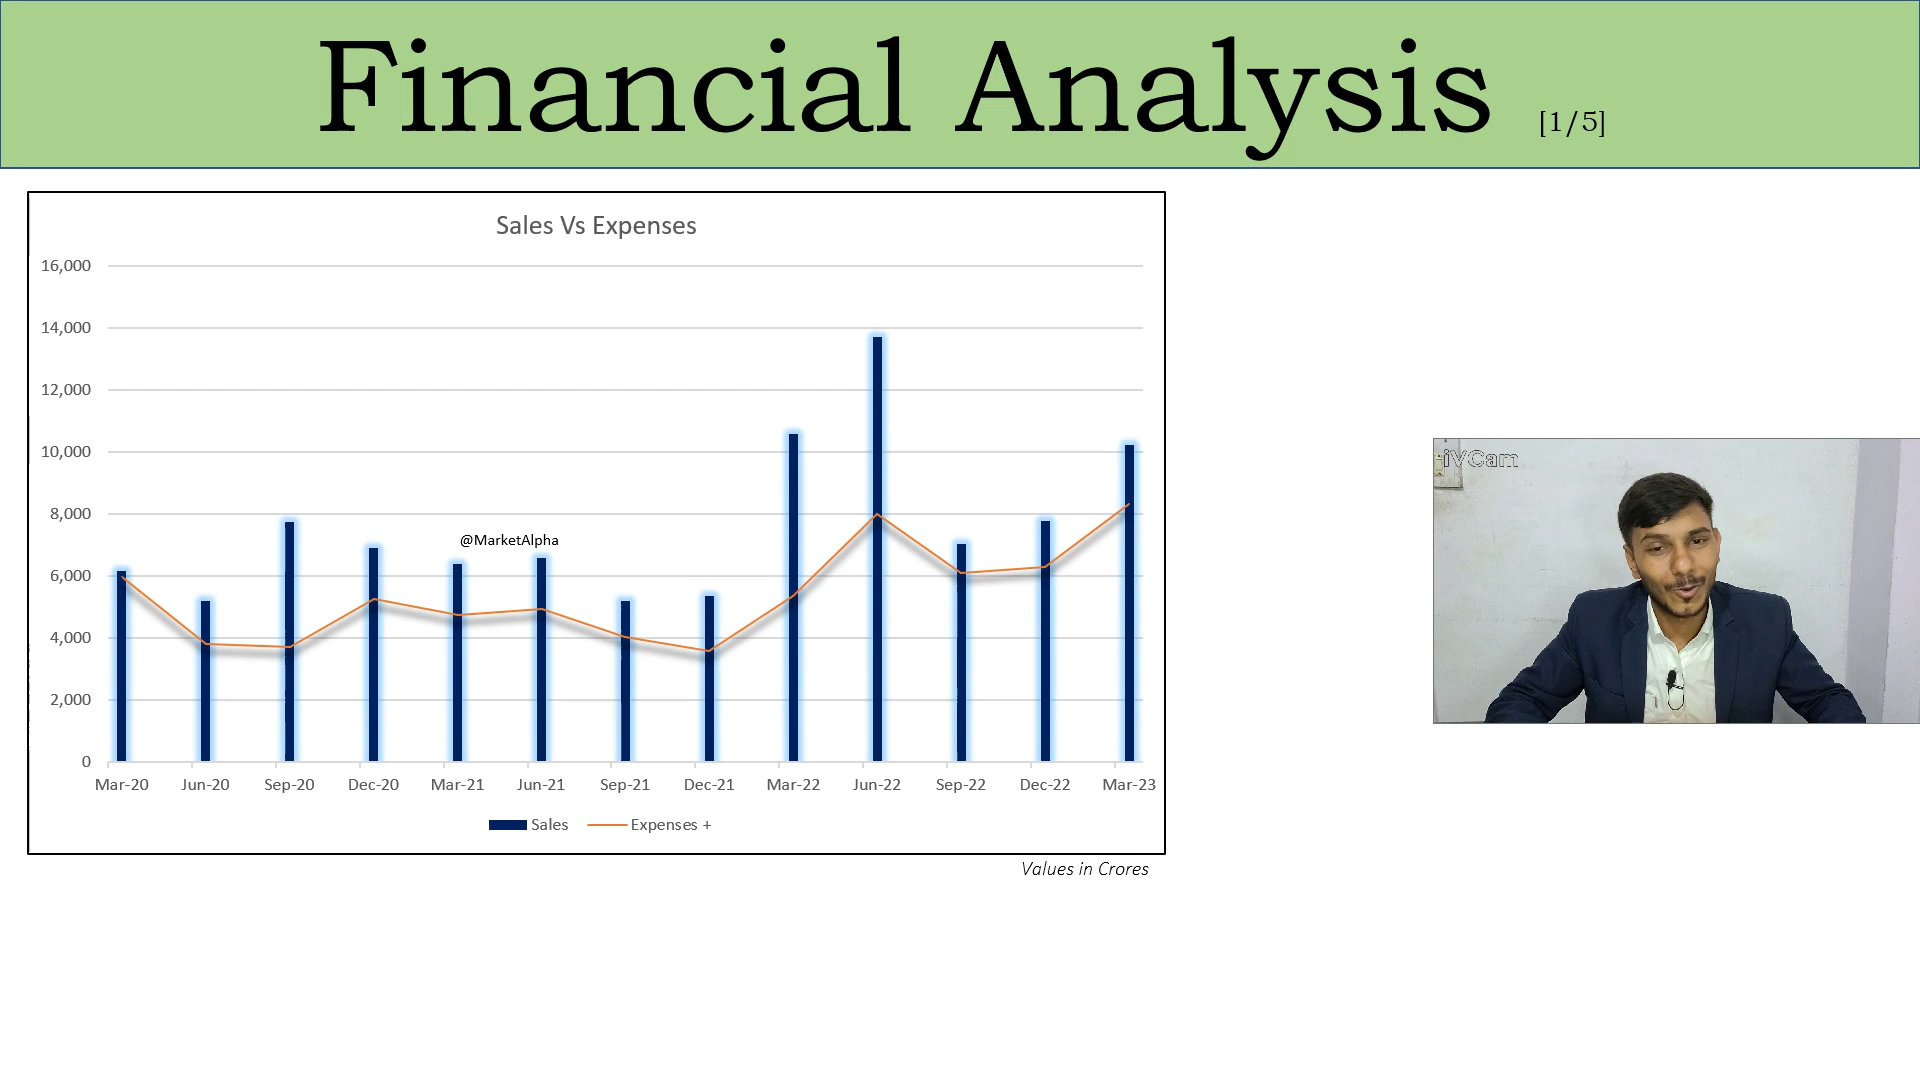 Financial Analysis [1/5]
Sales Vs Expenses
16,000
14,000
12,000
10,000
8,000
6,000
4,000
2,000
0
@MarketAlpha
Mar-20 Jun-20 Sep-20 Dec-20 Mar-21 Jun-21 Sep-21 Dec-21 Mar-22 Jun-22 Sep-22 Dec-22 Mar-23
Sales Expenses +
Values in Crores
iVCam